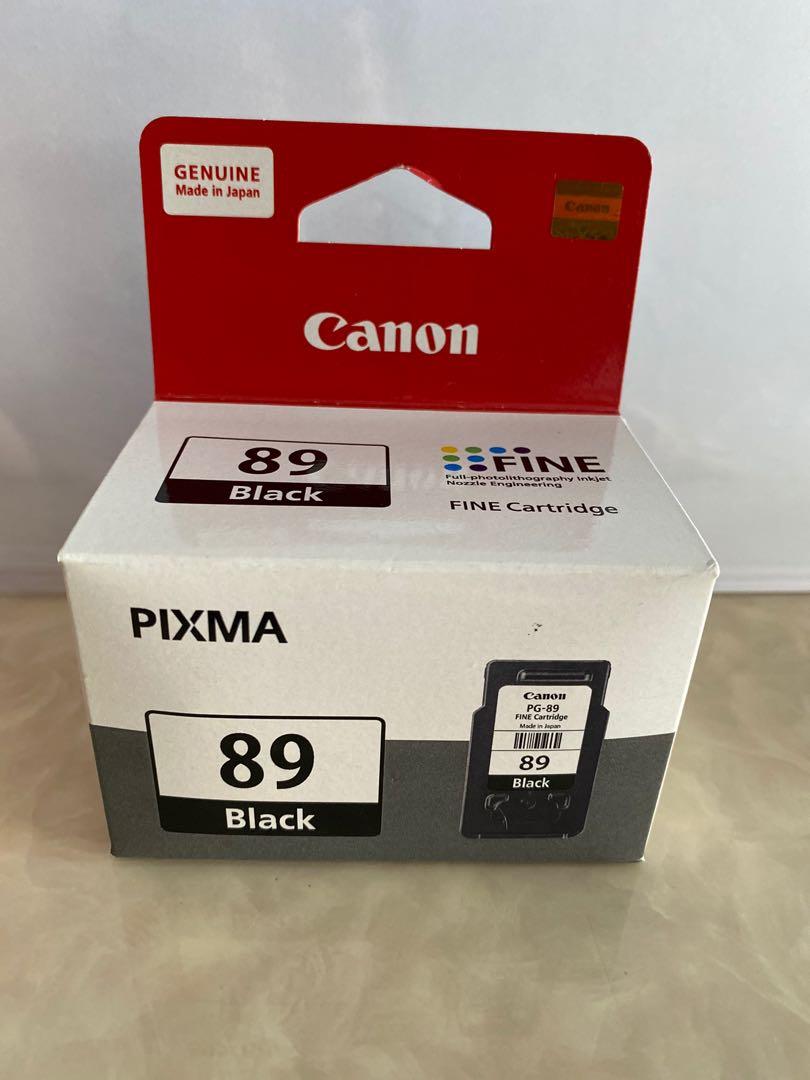 GENUINE
Made in Japan
Canon
Canon
89
Black
FINE
Full-photolithography Inkjet
Nozzle Engineering
FINE Cartridge
PIXMA
89
Black
Canon
PG-89
FINE Cartridge
Made in Japan
89
Black